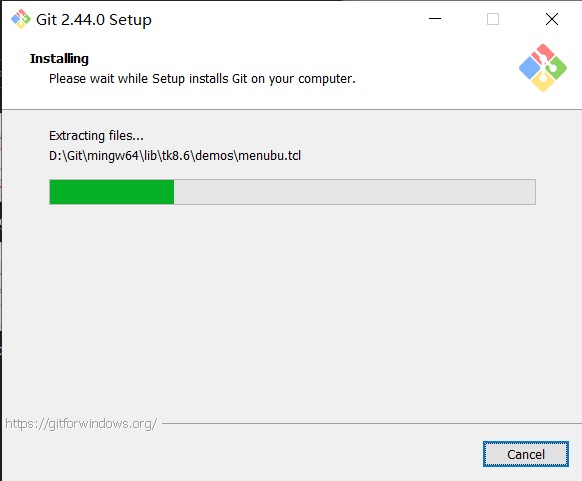 Git 2.44.0 Setup
Installing
Please wait while Setup installs Git on your computer.
Extracting files...
D:\Git\mingw64\lib\tk8.6\demos\menubu.tcl
https://gitforwindows.org/
Cancel